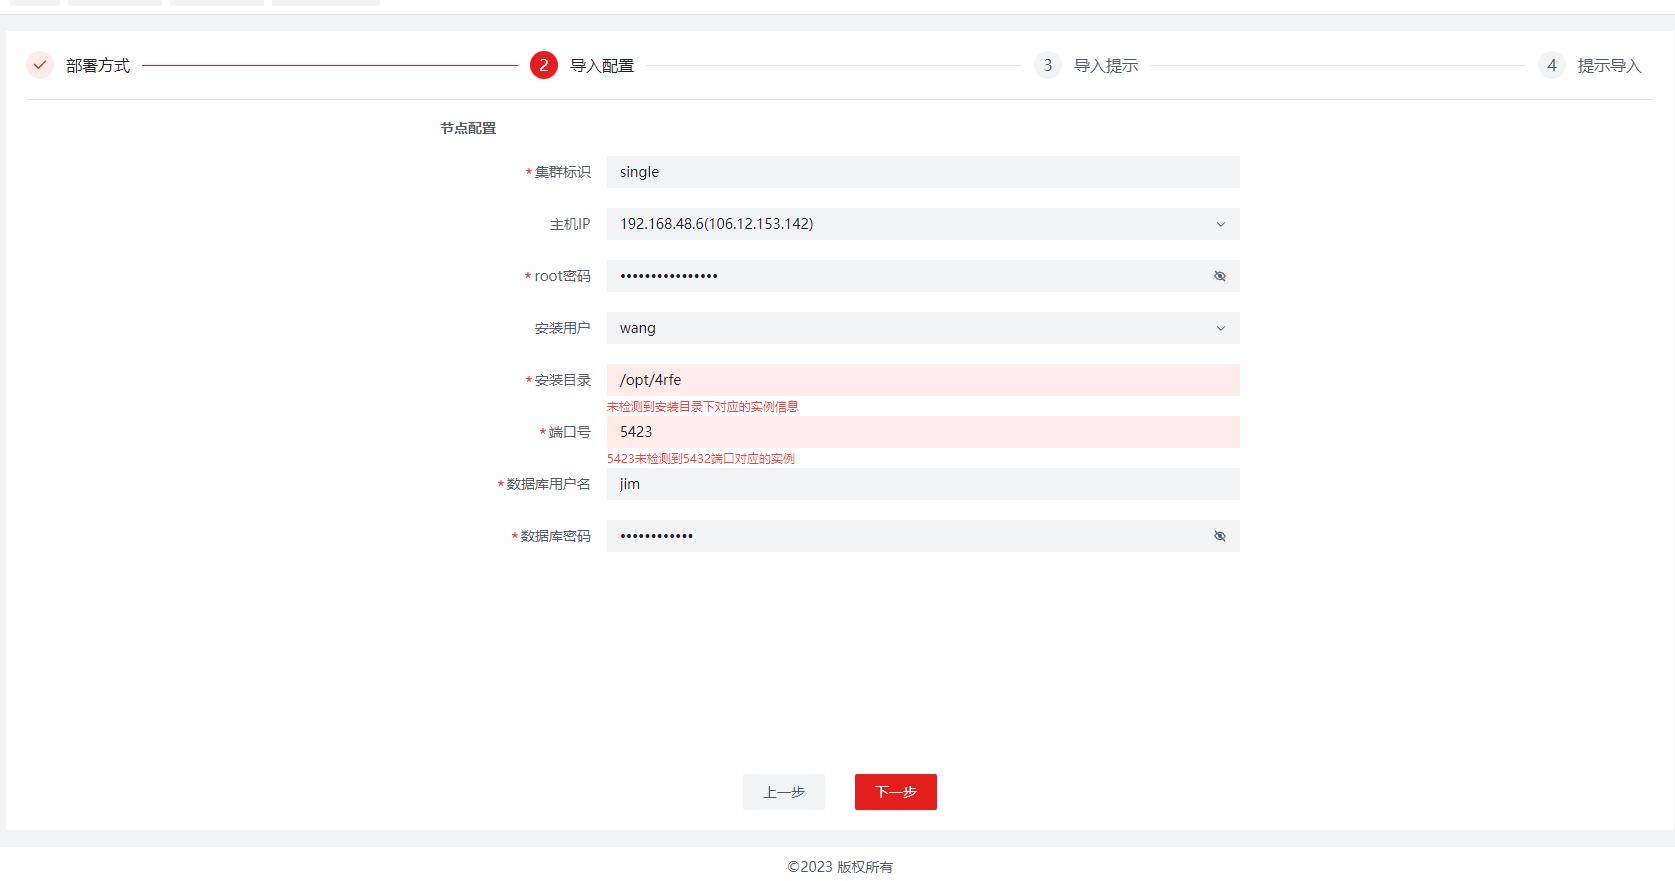 部署方式
2 导入配置
3 导入提示
4 提示导入
节点配置
*集群标识 single
主机IP 192.168.48.6(106.12.153.142)
*root密码 ••••••••••••••••
安装用户 wang
*安装目录 /opt/4rfe
未检测到安装目录下对应的实例信息
*端口号 5423
5423未检测到5432端口对应的实例
*数据库用户名 jim
*数据库密码 ••••••••••••
上一步 下一步
©2023 版权所有